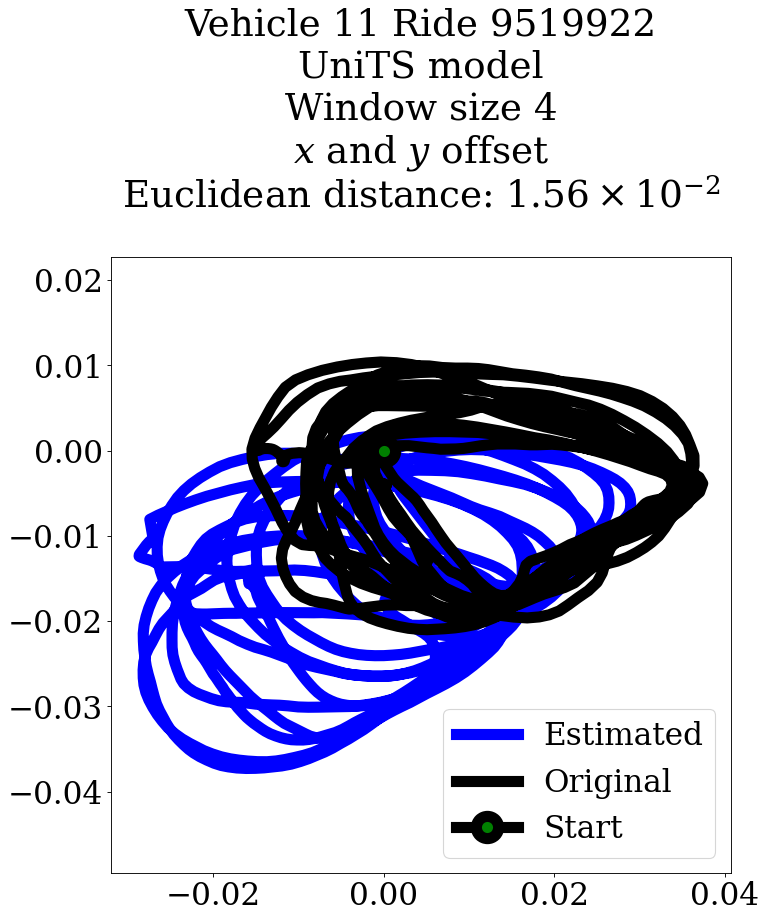 Vehicle 11 Ride 9519922
UniTS model
Window size 4
x and y offset
Euclidean distance: 1.56 × 10⁻²
0.02
0.01
0.00
−0.01
−0.02
−0.03
−0.04
Estimated
Original
Start
−0.02 0.00 0.02 0.04